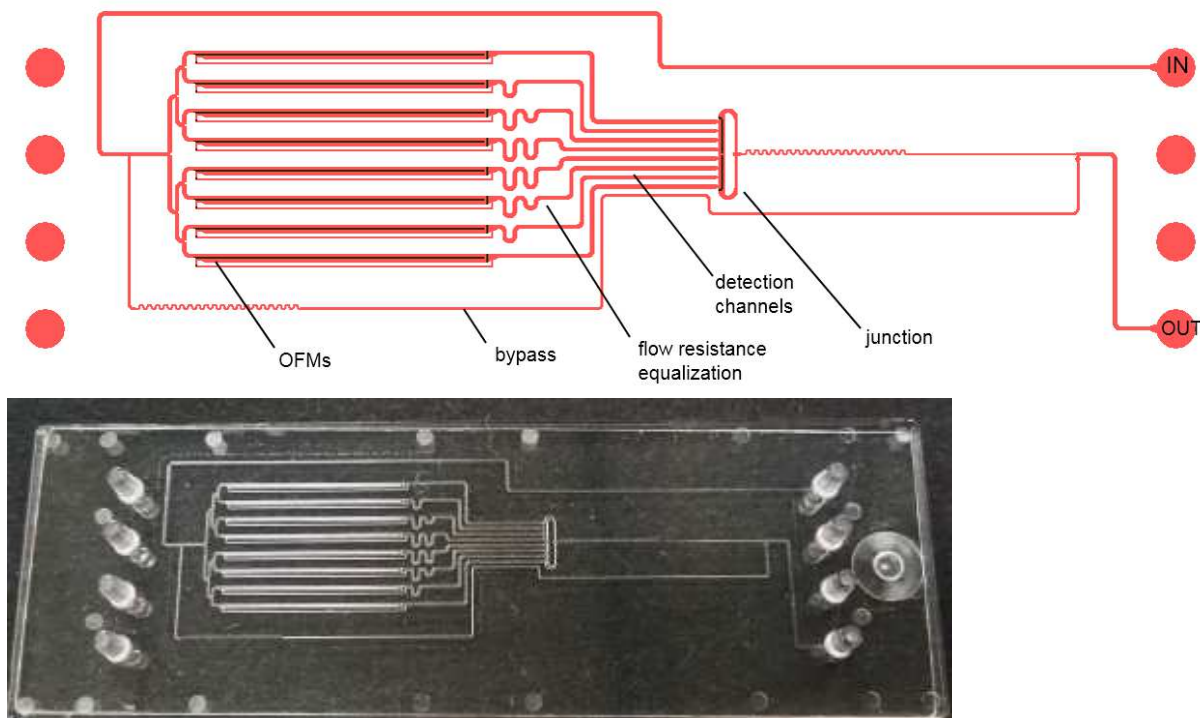 IN
detection
channels
OUT
junction
flow resistance
equalization
bypass
OFMs